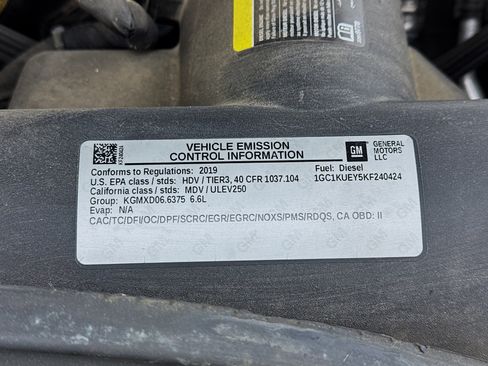 VEHICLE EMISSION
CONTROL INFORMATION
GM
GENERAL MOTORS
LLC
Conforms to Regulations: 2019
Fuel: Diesel
U.S. EPA class / stds: HDV / TIER3, 40 CFR 1037.104
1GC1KUEY5KF240424
California class / stds: MDV / ULEV250
Group: KGMXD06.6375 6.6L
Evap: N/A
CAC/TC/DFI/OC/DPF/SCRC/EGR/EGRC/NOXS/PMS/RDQS, CA OBD: II